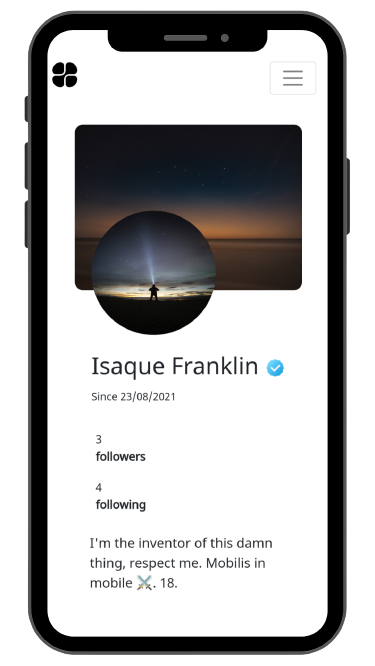 Isaque Franklin
Since 23/08/2021
3
followers
4
following
I'm the inventor of this damn
thing, respect me. Mobilis in
mobile ⚔️. 18.